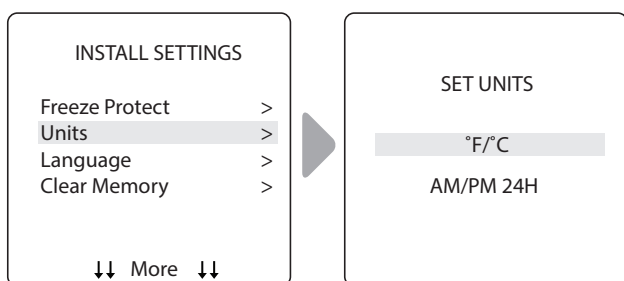 INSTALL SETTINGS
Freeze Protect >
Units >
Language >
Clear Memory >
↓↓ More ↓↓
SET UNITS
˚F/˚C
AM/PM 24H